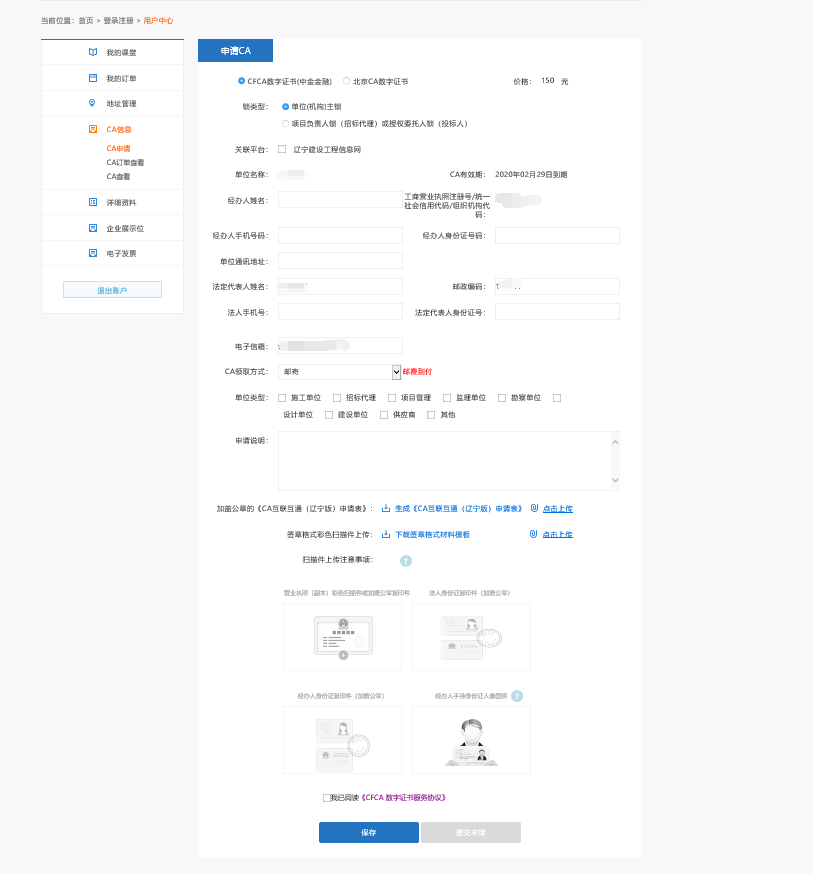 当前位置: 首页 > 登录注册 > 用户中心
我的课堂
我的订单
地址管理
CA信息
CA申请
CA订单查看
CA查看
详细资料
企业展示位
电子发票
退出账户
申请CA
CFCA数字证书(中金金融) 北京CA数字证书 价格: 150 元
锁类型: 单位(机构)主锁
项目负责人锁（招标代理）或授权委托人锁（投标人）
关联平台: 辽宁建设工程信息网
单位名称: CA有效期: 2020年02月29日到期
经办人姓名: 工商营业执照注册号/统一
社会信用代码/组织机构代
码:
经办人手机号码: 经办人身份证号码:
单位通讯地址:
法定代表人姓名: 邮政编码:
法人手机号: 法定代表人身份证号:
电子信箱:
CA领取方式: 邮寄 邮费到付
单位类型: 施工单位 招标代理 项目管理 监理单位 勘察单位
设计单位 建设单位 供应商 其他
申请说明:
加盖公章的《CA互联互通（辽宁版）申请表》: 生成《CA互联互通（辽宁版）申请表》 点击上传
签章格式彩色扫描件上传: 下载签章格式材料模板 点击上传
扫描件上传注意事项: ?
营业执照（副本）彩色扫描件或加盖公章复印件 法人身份证复印件（加盖公章）
经办人身份证复印件（加盖公章） 经办人手持身份证人像图照 ?
我已阅读《CFCA 数字证书服务协议》
保存 提交申请